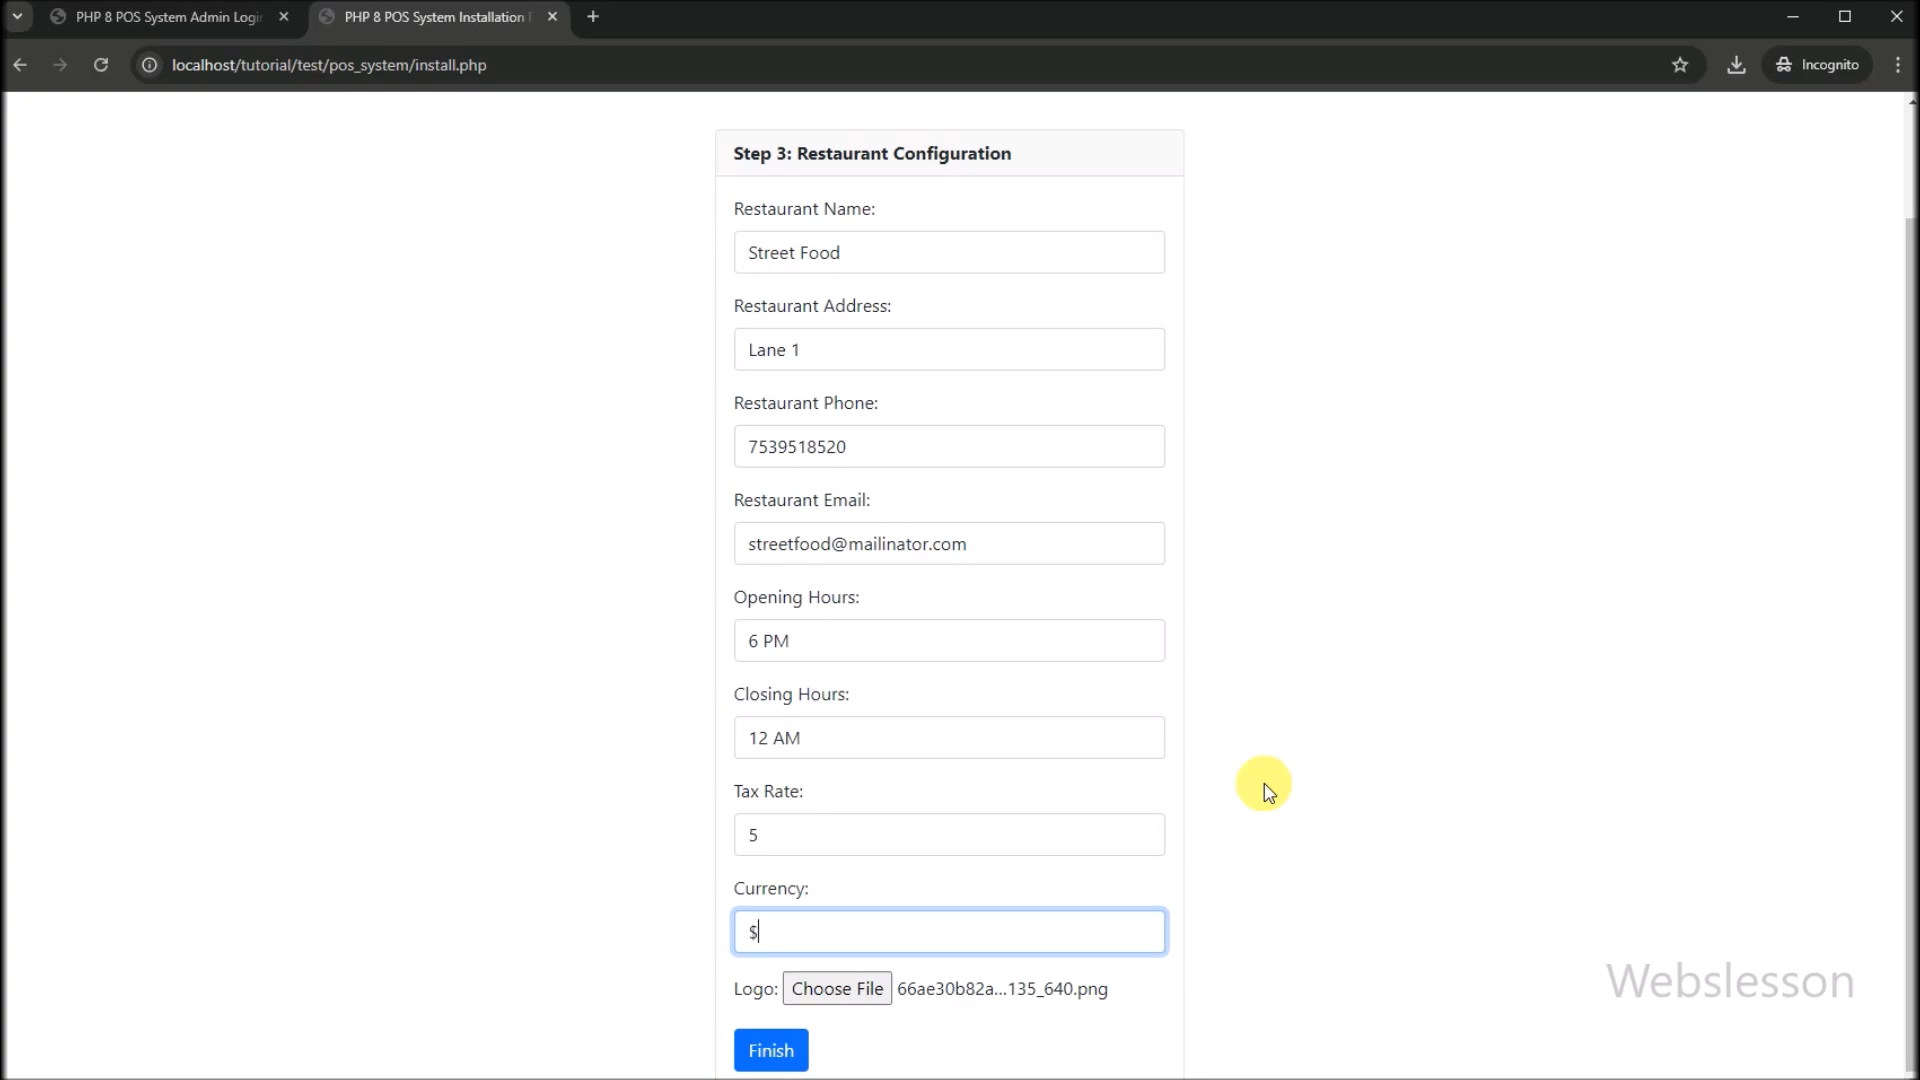 PHP 8 POS System Admin Logi
PHP 8 POS System Installation
localhost/tutorial/test/pos_system/install.php
Incognito
Step 3: Restaurant Configuration
Restaurant Name:
Street Food
Restaurant Address:
Lane 1
Restaurant Phone:
7539518520
Restaurant Email:
streetfood@mailinator.com
Opening Hours:
6 PM
Closing Hours:
12 AM
Tax Rate:
5
Currency:
$
Logo: Choose File 66ae30b82a...135_640.png
Finish
Webslesson